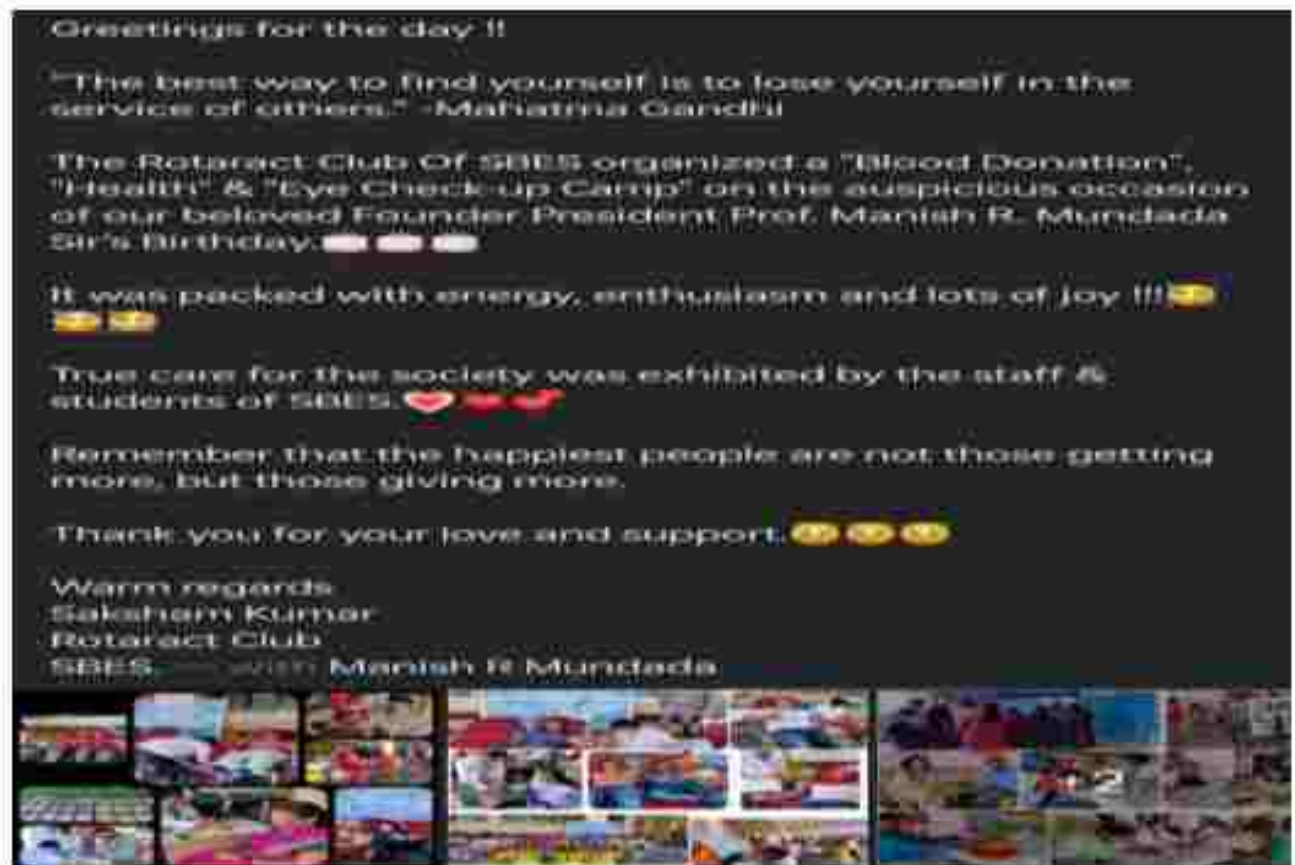 Greetings for the day !!
"The best way to find yourself is to lose yourself in the
service of others." -Mahatma Gandhi
The Rotaract Club Of SBES organized a "Blood Donation",
"Health" & "Eye Check-up Camp" on the auspicious occasion
of our beloved Founder President Prof. Manish R. Mundada
Sir's Birthday.
It was packed with energy, enthusiasm and lots of joy !!!
True care for the society was exhibited by the staff &
students of SBES.
Remember that the happiest people are not those getting
more, but those giving more.
Thank you for your love and support.
Warm regards
Saksham Kumar
Rotaract Club
SBES. — with Manish R Mundada